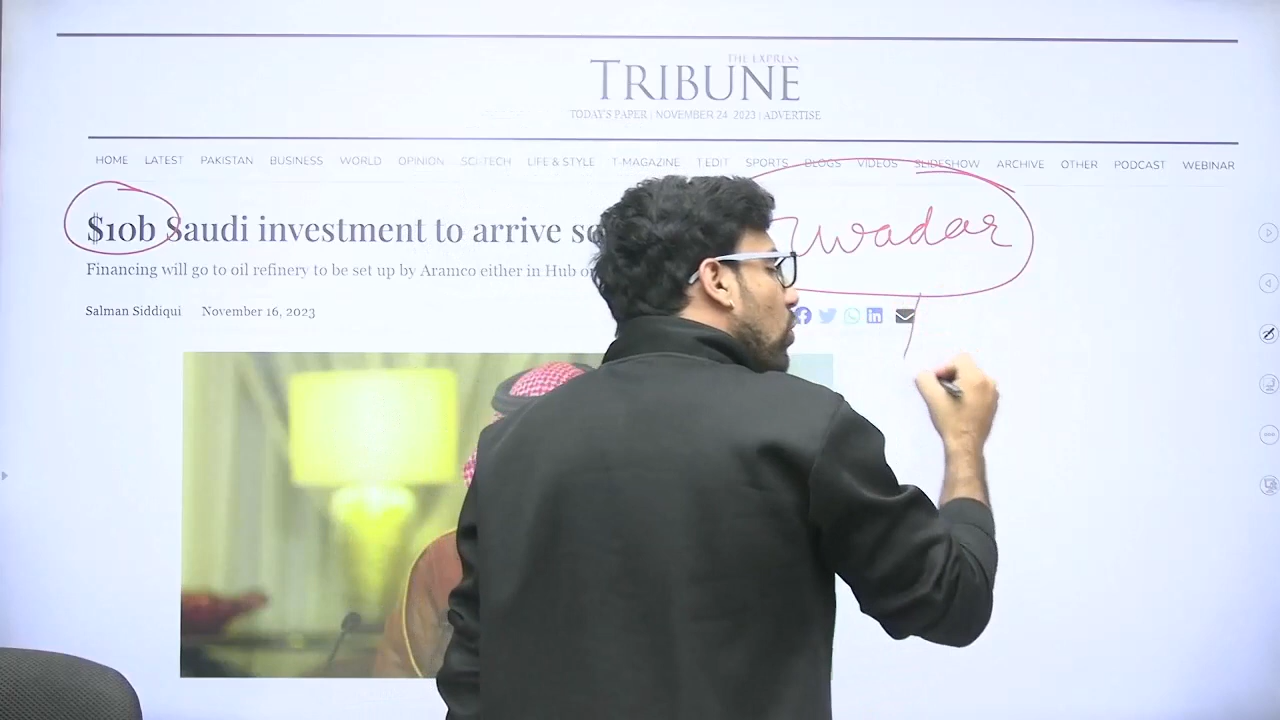 THE EXPRESS
TRIBUNE
TODAY'S PAPER | NOVEMBER 24, 2023 | ADVERTISE
HOME LATEST PAKISTAN BUSINESS WORLD OPINION SCI-TECH LIFE & STYLE T-MAGAZINE T.EDIT SPORTS BLOGS VIDEOS SLIDESHOW ARCHIVE OTHER PODCAST WEBINAR
$10b Saudi investment to arrive
wadar
Financing will go to oil refinery to be set up by Aramco either in Hub
Salman Siddiqui November 16, 2023